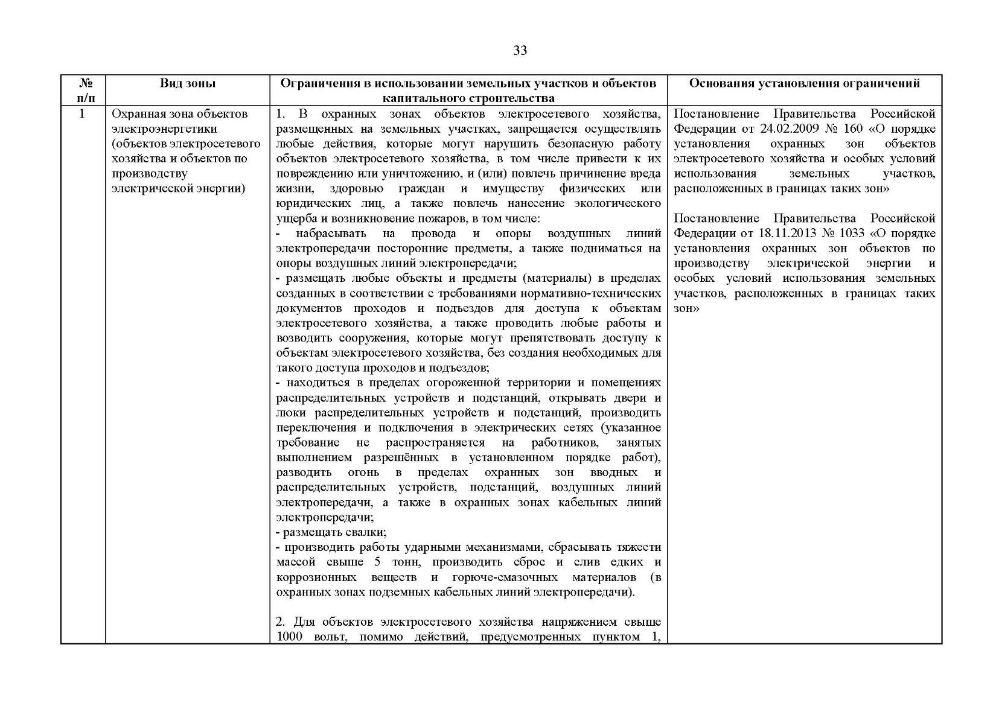 33
№
п/п
Вид зоны
Ограничения в использовании земельных участков и объектов
капитального строительства
Основания установления ограничений
1
Охранная зона объектов
электроэнергетики
(объектов электросетевого
хозяйства и объектов по
производству
электрической энергии)
1. В охранных зонах объектов электросетевого хозяйства,
размещенных на земельных участках, запрещается осуществлять
любые действия, которые могут нарушить безопасную работу
объектов электросетевого хозяйства, в том числе привести к их
повреждению или уничтожению, и (или) повлечь причинение вреда
жизни, здоровью граждан и имуществу физических или
юридических лиц, а также повлечь нанесение экологического
ущерба и возникновение пожаров, в том числе:
- набрасывать на провода и опоры воздушных линий
электропередачи посторонние предметы, а также подниматься на
опоры воздушных линий электропередачи;
- размещать любые объекты и предметы (материалы) в пределах
созданных в соответствии с требованиями нормативно-технических
документов проходов и подъездов для доступа к объектам
электросетевого хозяйства, а также проводить любые работы и
возводить сооружения, которые могут препятствовать доступу к
объектам электросетевого хозяйства, без создания необходимых для
такого доступа проходов и подъездов;
- находиться в пределах огороженной территории и помещениях
распределительных устройств и подстанций, открывать двери и
люки распределительных устройств и подстанций, производить
переключения и подключения в электрических сетях (указанное
требование не распространяется на работников, занятых
выполнением разрешённых в установленном порядке работ),
разводить огонь в пределах охранных зон вводных и
распределительных устройств, подстанций, воздушных линий
электропередачи, а также в охранных зонах кабельных линий
электропередачи;
- размещать свалки;
- производить работы ударными механизмами, сбрасывать тяжести
массой свыше 5 тонн, производить сброс и слив едких и
коррозионных веществ и горюче-смазочных материалов (в
охранных зонах подземных кабельных линий электропередачи).
2. Для объектов электросетевого хозяйства напряжением свыше
1000 вольт, помимо действий, предусмотренных пунктом 1,
Постановление Правительства Российской
Федерации от 24.02.2009 № 160 «О порядке
установления охранных зон объектов
электросетевого хозяйства и особых условий
использования земельных участков,
расположенных в границах таких зон»
Постановление Правительства Российской
Федерации от 18.11.2013 № 1033 «О порядке
установления охранных зон объектов по
производству электрической энергии и
особых условий использования земельных
участков, расположенных в границах таких
зон»